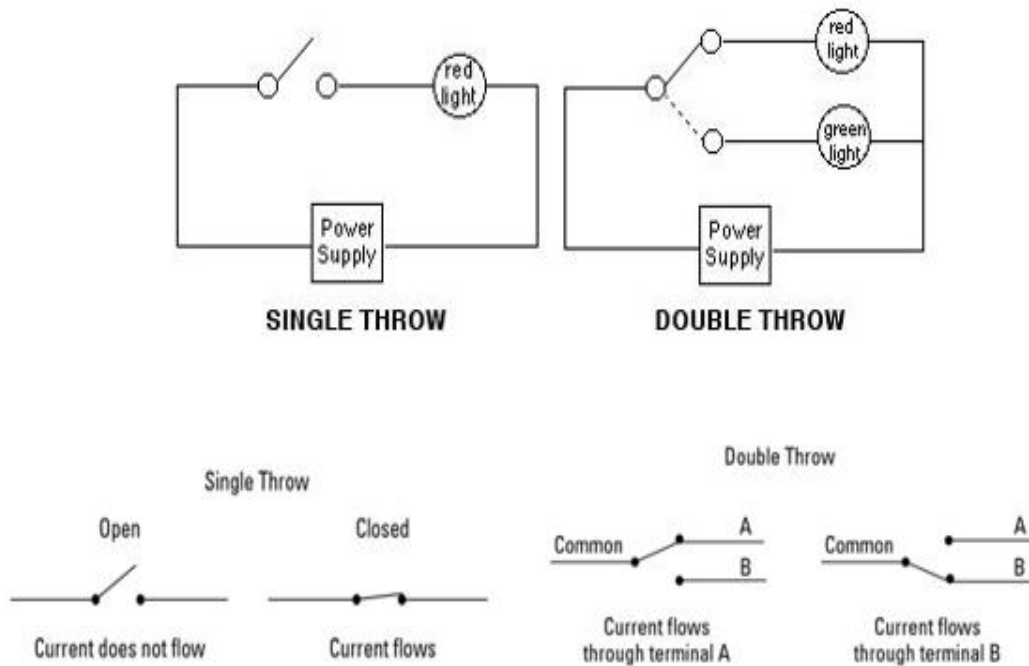 red
light
Power
Supply
SINGLE THROW
red
light
green
light
Power
Supply
DOUBLE THROW
Single Throw
Open
Current does not flow
Closed
Current flows
Double Throw
Common
A
B
Current flows
through terminal A
Common
A
B
Current flows
through terminal B